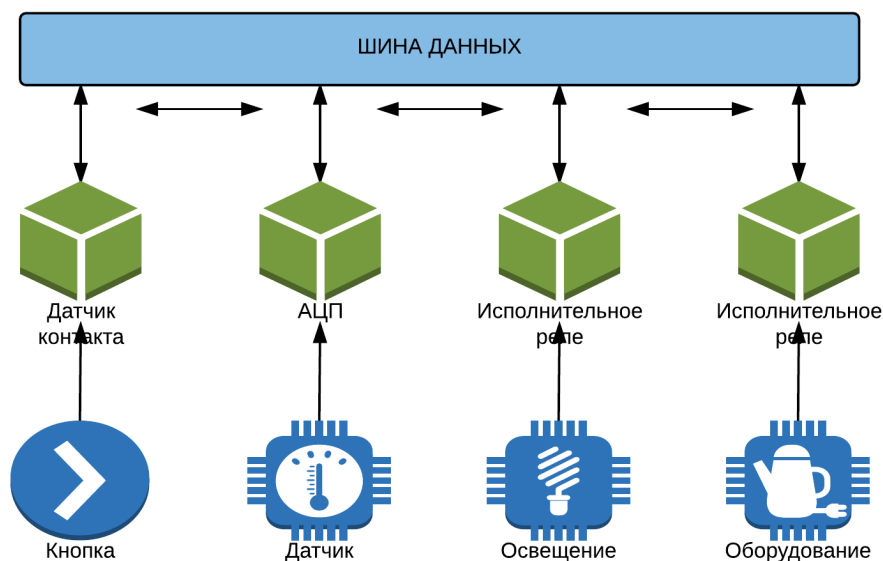 ШИНА ДАННЫХ
Датчик
контакта
АЦП
Исполнительное
реле
Исполнительное
реле
Кнопка
Датчик
Освещение
Оборудование